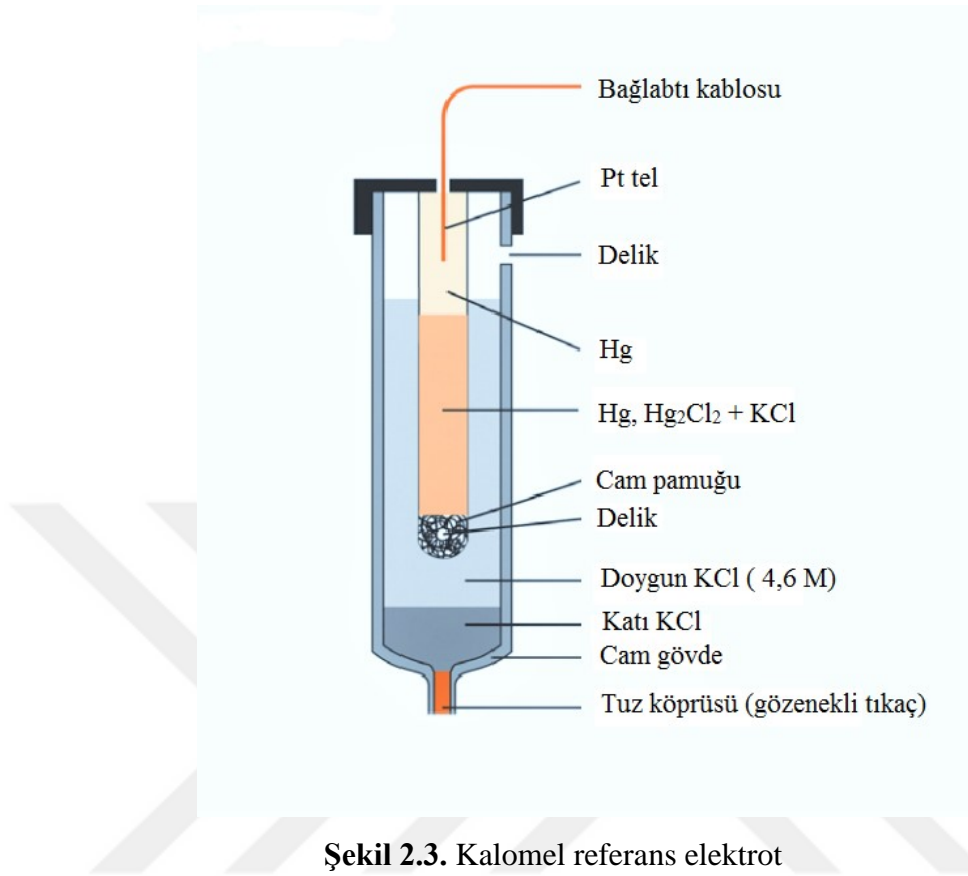 Bağlabtı kablosu
Pt tel
Delik
Hg
Hg, Hg₂Cl₂ + KCl
Cam pamuğu
Delik
Doygun KCl ( 4,6 M)
Katı KCl
Cam gövde
Tuz köprüsü (gözenekli tıkaç)
Şekil 2.3. Kalomel referans elektrot